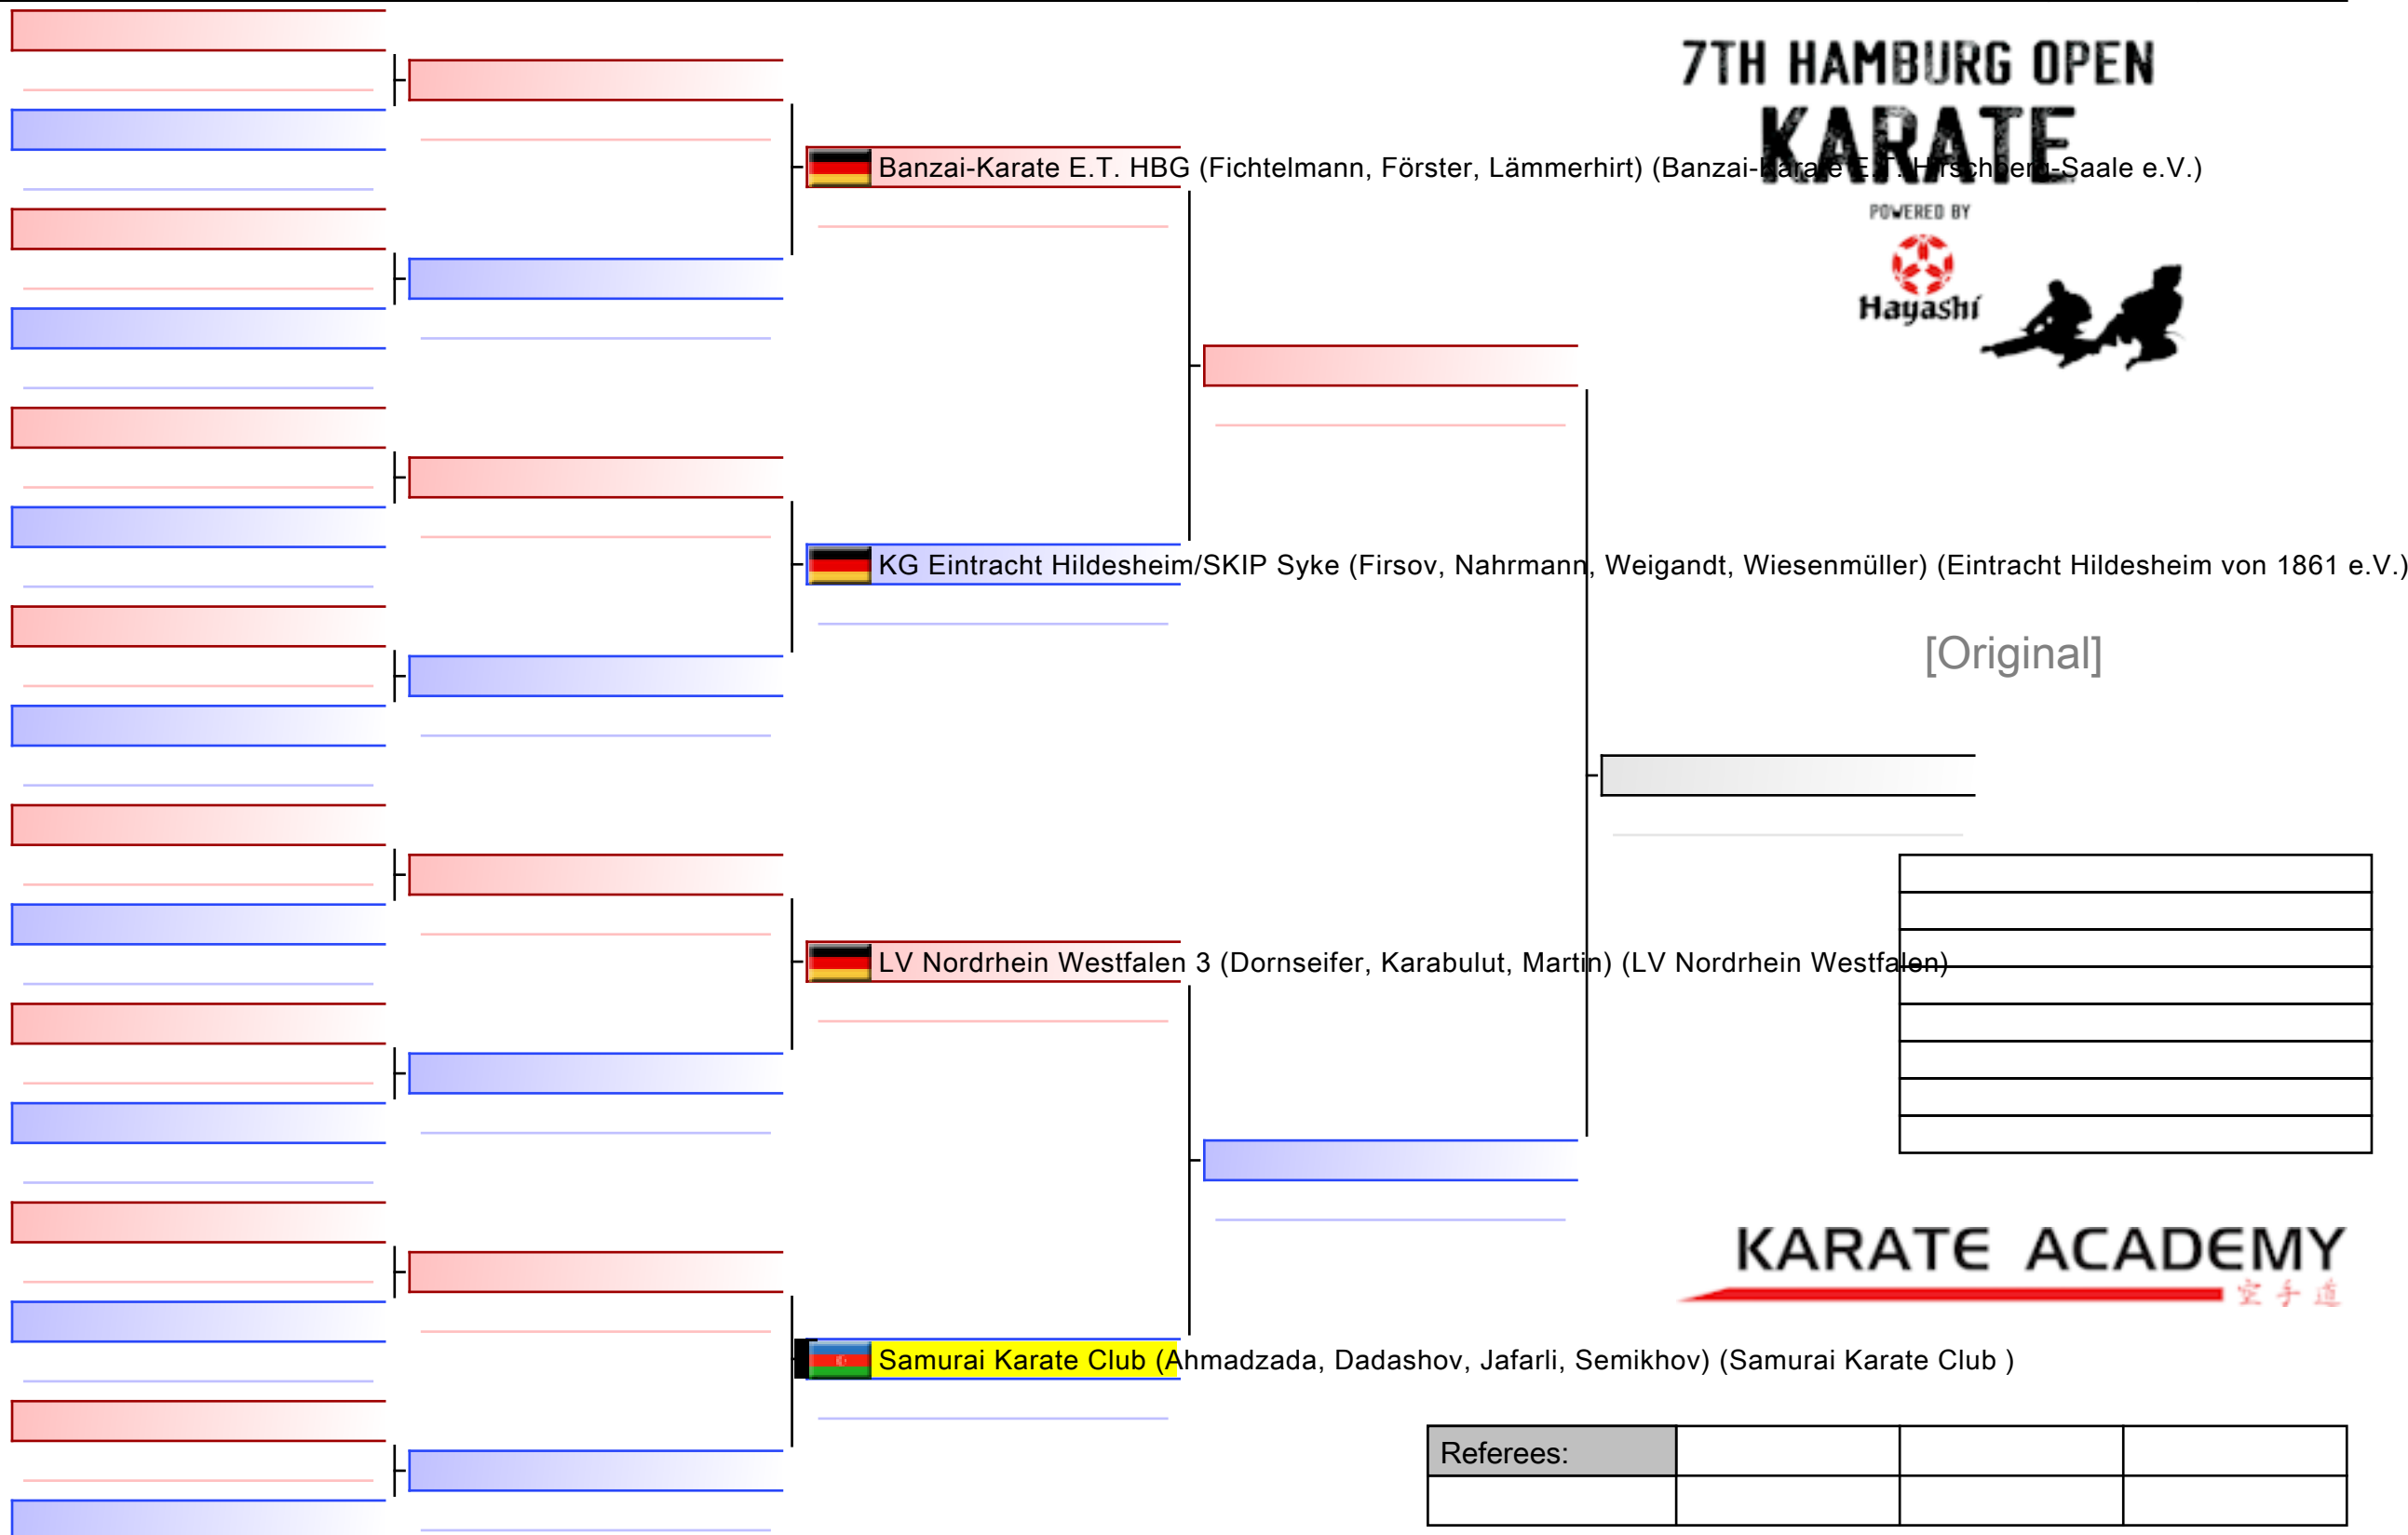 7TH HAMBURG OPEN
KARATE
Banzai-Karate E.T. HBG (Fichtelmann, Förster, Lämmerhirt) (Banzai-Karate E.T. Hirschberg-Saale e.V.)
POWERED BY
Hayashi
KG Eintracht Hildesheim/SKIP Syke (Firsov, Nahrmann, Weigandt, Wiesenmüller) (Eintracht Hildesheim von 1861 e.V.)
[Original]
LV Nordrhein Westfalen 3 (Dornseifer, Karabulut, Martin) (LV Nordrhein Westfalen)
KARATE ACADEMY
空手道
Samurai Karate Club (Ahmadzada, Dadashov, Jafarli, Semikhov) (Samurai Karate Club )
Referees: